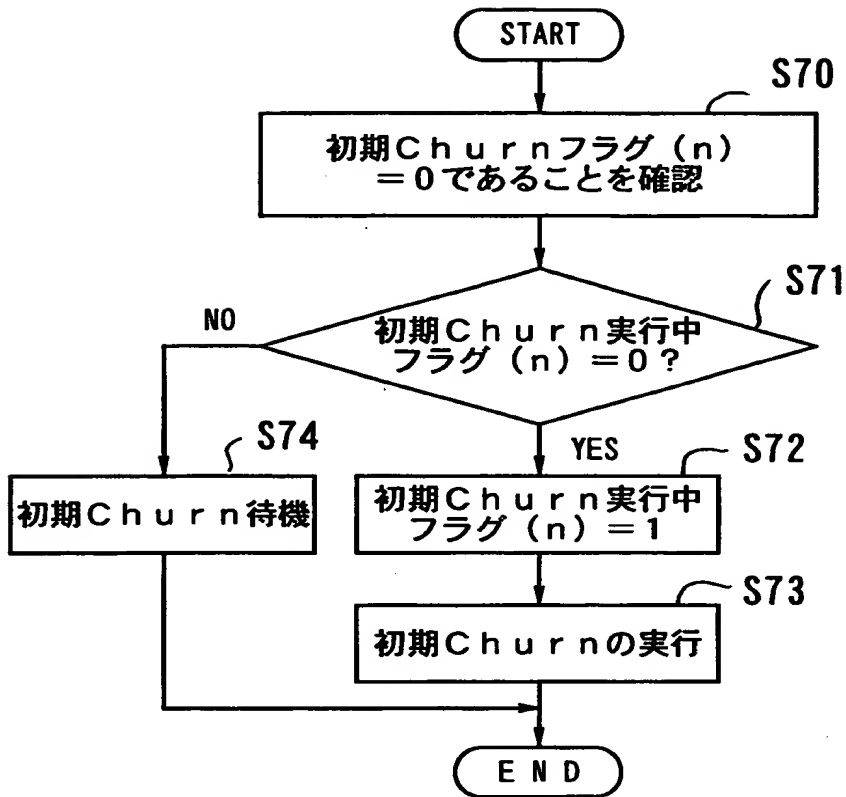 START
S70
初期Churnフラグ(n)
=0であることを確認
S71
初期Churn実行中
フラグ(n)=0?
NO
YES
S74
初期Churn待機
S72
初期Churn実行中
フラグ(n)=1
S73
初期Churnの実行
END